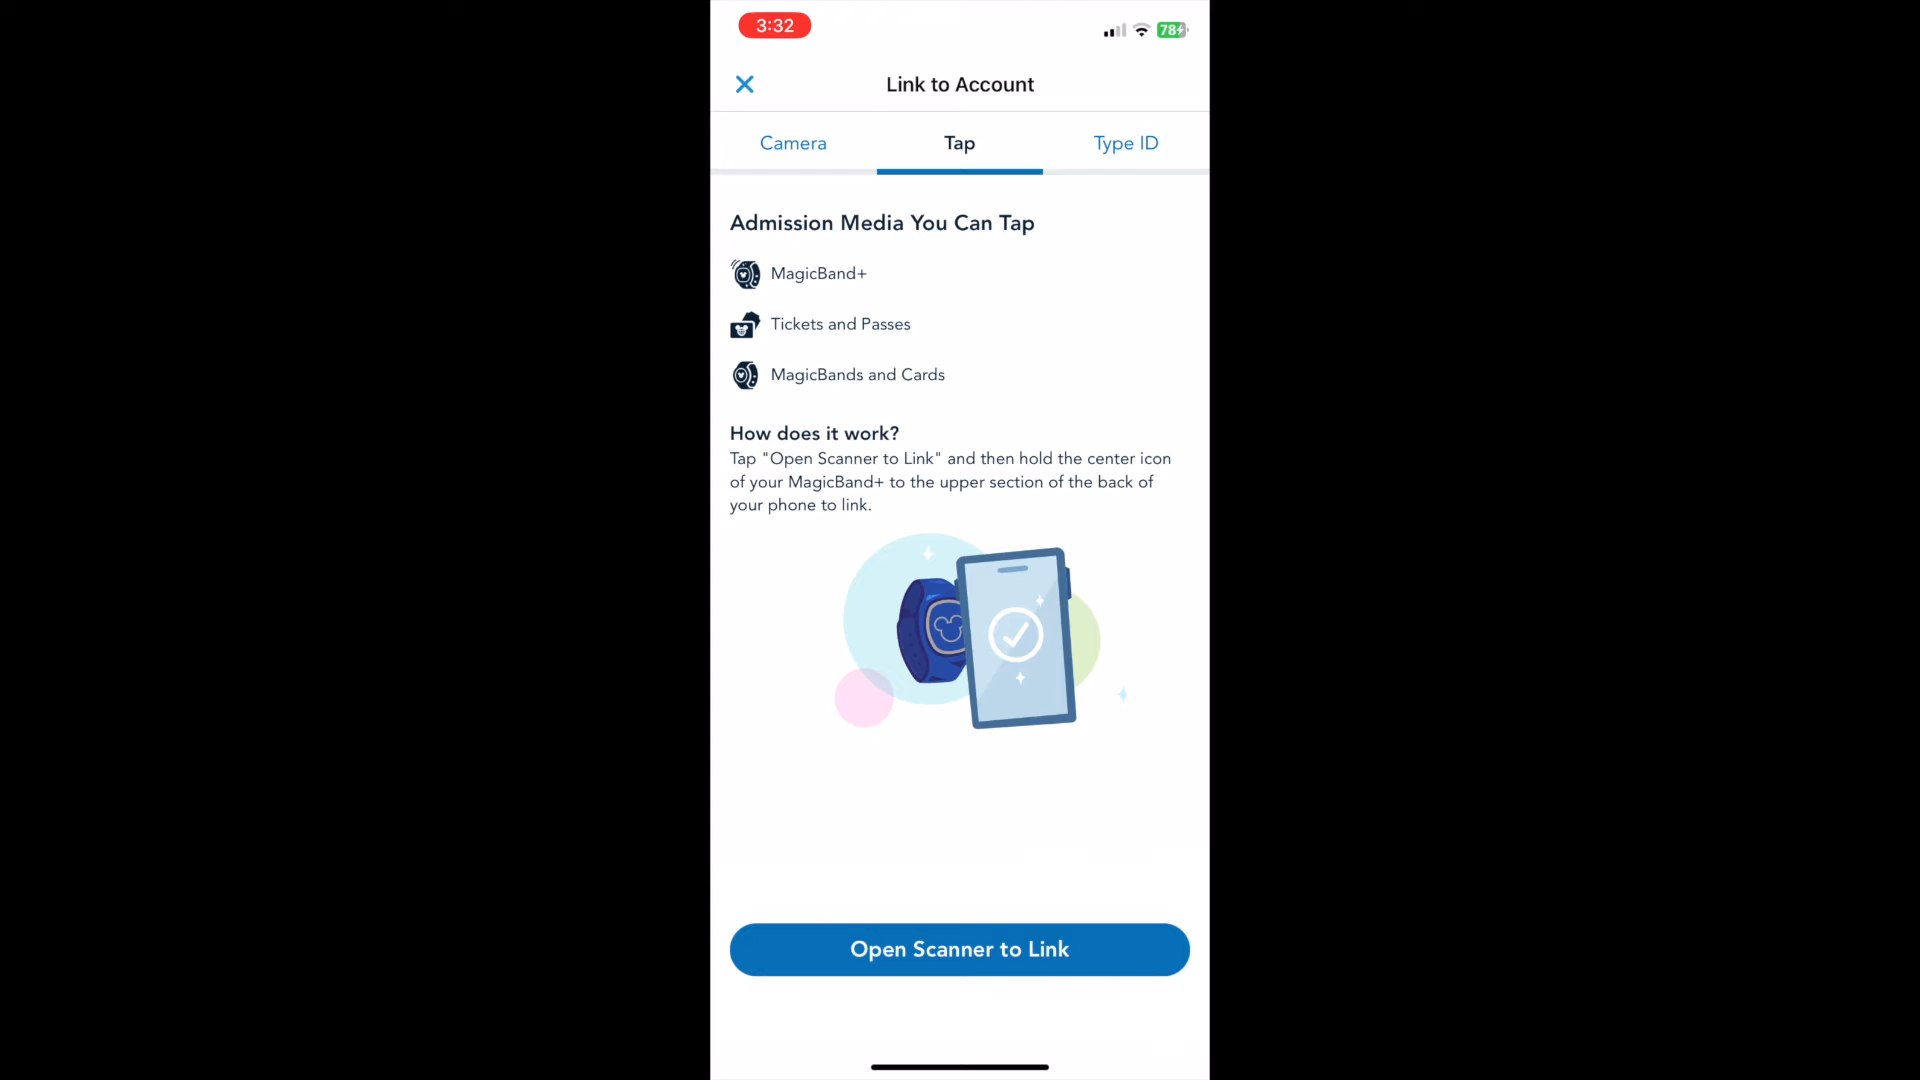 3:32
78
Link to Account
Camera
Tap
Type ID
Admission Media You Can Tap
MagicBand+
Tickets and Passes
MagicBands and Cards
How does it work?
Tap "Open Scanner to Link" and then hold the center icon
of your MagicBand+ to the upper section of the back of
your phone to link.
Open Scanner to Link